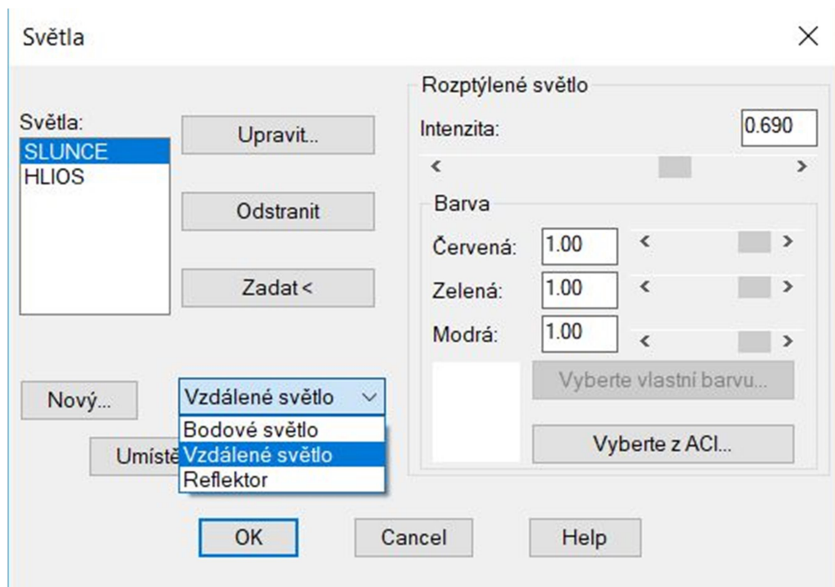 Světla
Světla:
SLUNCE
HLIOS
Upravit...
Odstranit
Zadat <
Nový...
Vzdálené světlo
Bodové světlo
Vzdálené světlo
Reflektor
Rozptýlené světlo
Intenzita:
0.690
Barva
Červená:
1.00
Zelená:
1.00
Modrá:
1.00
Vyberte vlastní barvu...
Vyberte z ACI...
OK
Cancel
Help